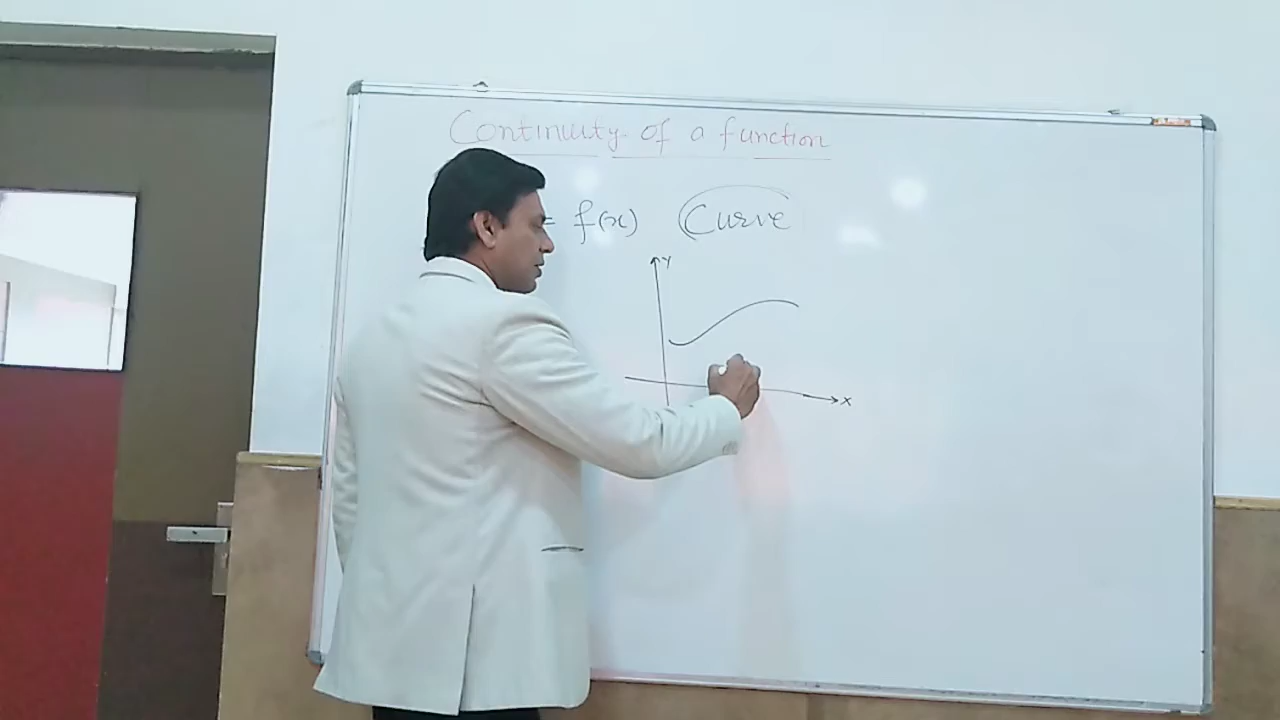 Continuity of a function
= f(x) Curve
Y
X